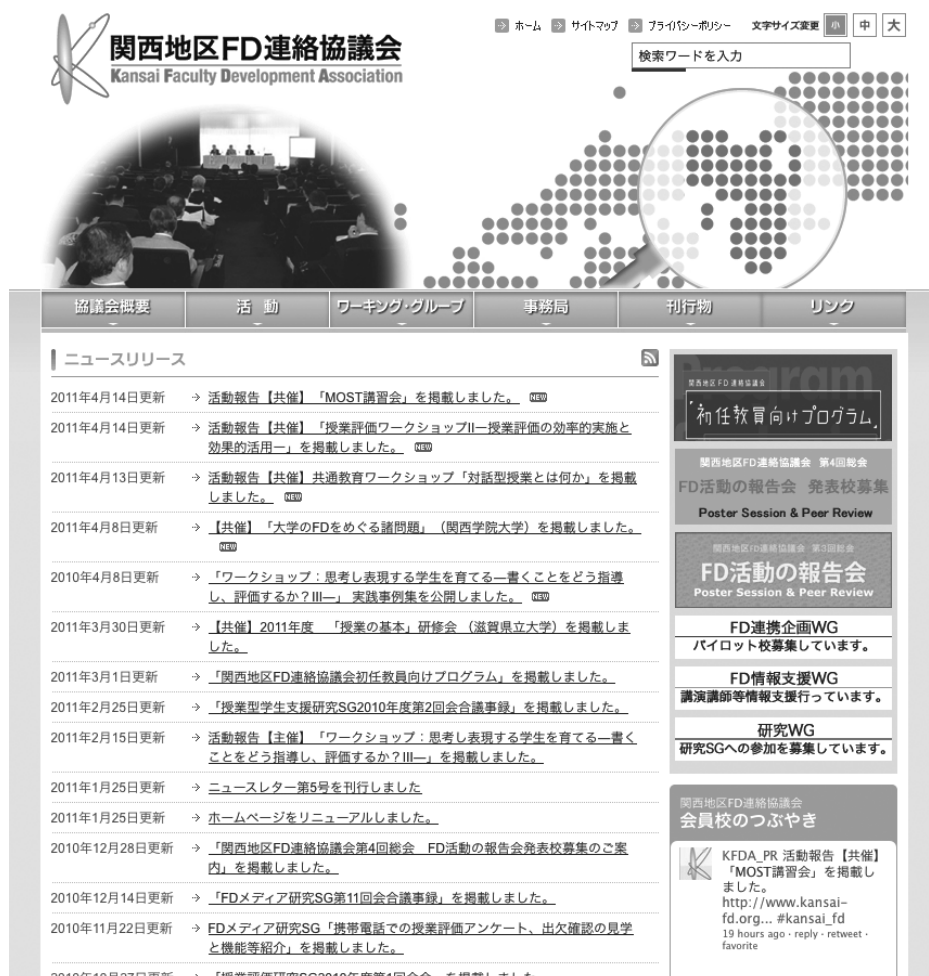 関西地区FD連絡協議会
Kansai Faculty Development Association
ホーム
サイトマップ
プライバシーポリシー
文字サイズ変更
小
中
大
検索ワードを入力
協議会概要
活 動
ワーキング・グループ
事務局
刊行物
リンク
ニュースリリース
2011年4月14日更新 → 活動報告【共催】「MOST講習会」を掲載しました。 NEW
2011年4月14日更新 → 活動報告【共催】「授業評価ワークショップII―授業評価の効率的実施と
効果的活用―」を掲載しました。 NEW
2011年4月13日更新 → 活動報告【共催】共通教育ワークショップ「対話型授業とは何か」を掲載
しました。 NEW
2011年4月8日更新 → 【共催】「大学のFDをめぐる諸問題」（関西学院大学）を掲載しました。
NEW
2010年4月8日更新 → 「ワークショップ：思考し表現する学生を育てる―書くことをどう指導
し、評価するか？III―」 実践事例集を公開しました。 NEW
2011年3月30日更新 → 【共催】2011年度 「授業の基本」研修会 （滋賀県立大学）を掲載しま
した。
2011年3月1日更新 → 「関西地区FD連絡協議会初任教員向けプログラム」を掲載しました。
2011年2月25日更新 → 「授業型学生支援研究SG2010年度第2回会合議事録」を掲載しました。
2011年2月15日更新 → 活動報告【主催】「ワークショップ：思考し表現する学生を育てる―書く
ことをどう指導し、評価するか？III―」を掲載しました。
2011年1月25日更新 → ニュースレター第5号を刊行しました
2011年1月25日更新 → ホームページをリニューアルしました。
2010年12月28日更新 → 「関西地区FD連絡協議会第4回総会 FD活動の報告会発表校募集のご案
内」を掲載しました。
2010年12月14日更新 → 「FDメディア研究SG第11回会合議事録」を掲載しました。
2010年11月22日更新 → FDメディア研究SG「携帯電話での授業評価アンケート、出欠確認の見学
と機能等紹介」を掲載しました。
Program
関西地区FD連絡協議会
初任教員向けプログラム
関西地区FD連絡協議会 第4回総会
FD活動の報告会 発表校募集
Poster Session & Peer Review
関西地区FD連絡協議会 第3回総会
FD活動の報告会
Poster Session & Peer Review
FD連携企画WG
パイロット校募集しています。
FD情報支援WG
講演講師等情報支援行っています。
研究WG
研究SGへの参加を募集しています。
関西地区FD連絡協議会
会員校のつぶやき
KFDA_PR 活動報告【共催】
「MOST講習会」を掲載し
ました。
http://www.kansai-
fd.org... #kansai_fd
19 hours ago · reply · retweet ·
favorite